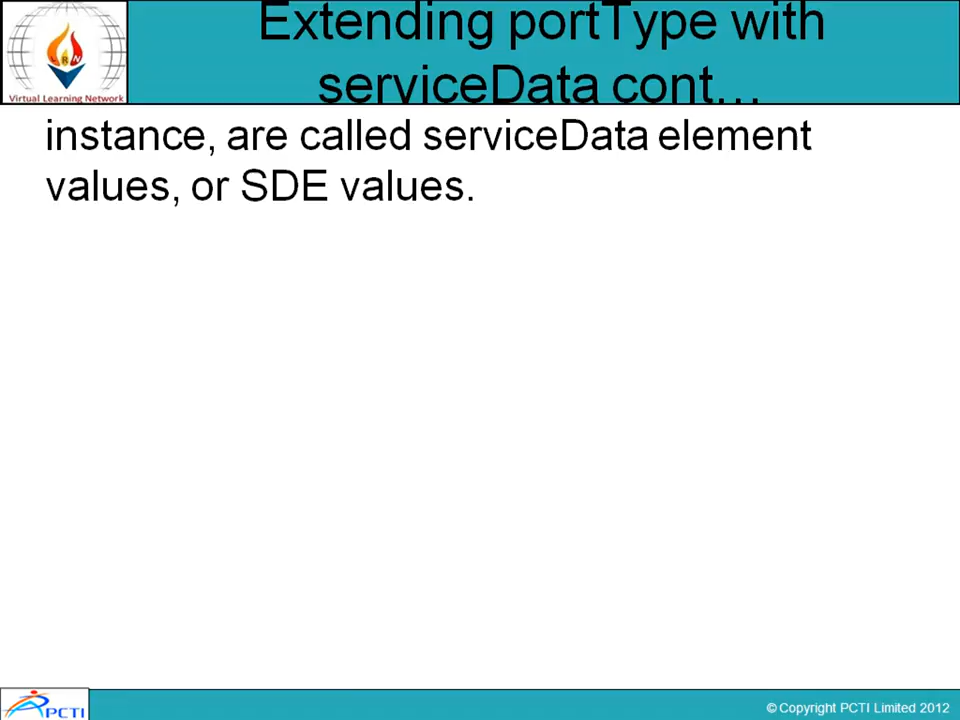 Extending portType with
serviceData cont…
RN
Virtual Learning Network
instance, are called serviceData element
values, or SDE values.
PCTI
© Copyright PCTI Limited 2012